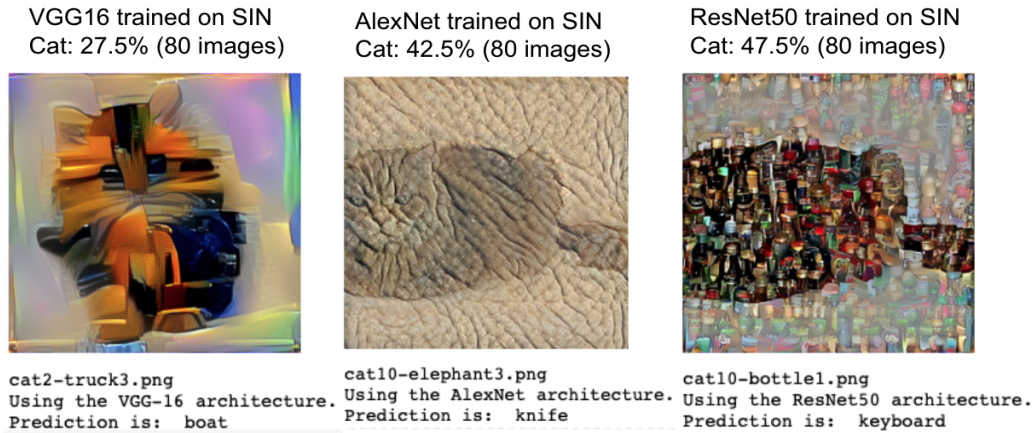 VGG16 trained on SIN
Cat: 27.5% (80 images)
cat2-truck3.png
Using the VGG-16 architecture.
Prediction is: boat
AlexNet trained on SIN
Cat: 42.5% (80 images)
cat10-elephant3.png
Using the AlexNet architecture.
Prediction is: knife
ResNet50 trained on SIN
Cat: 47.5% (80 images)
cat10-bottle1.png
Using the ResNet50 architecture.
Prediction is: keyboard